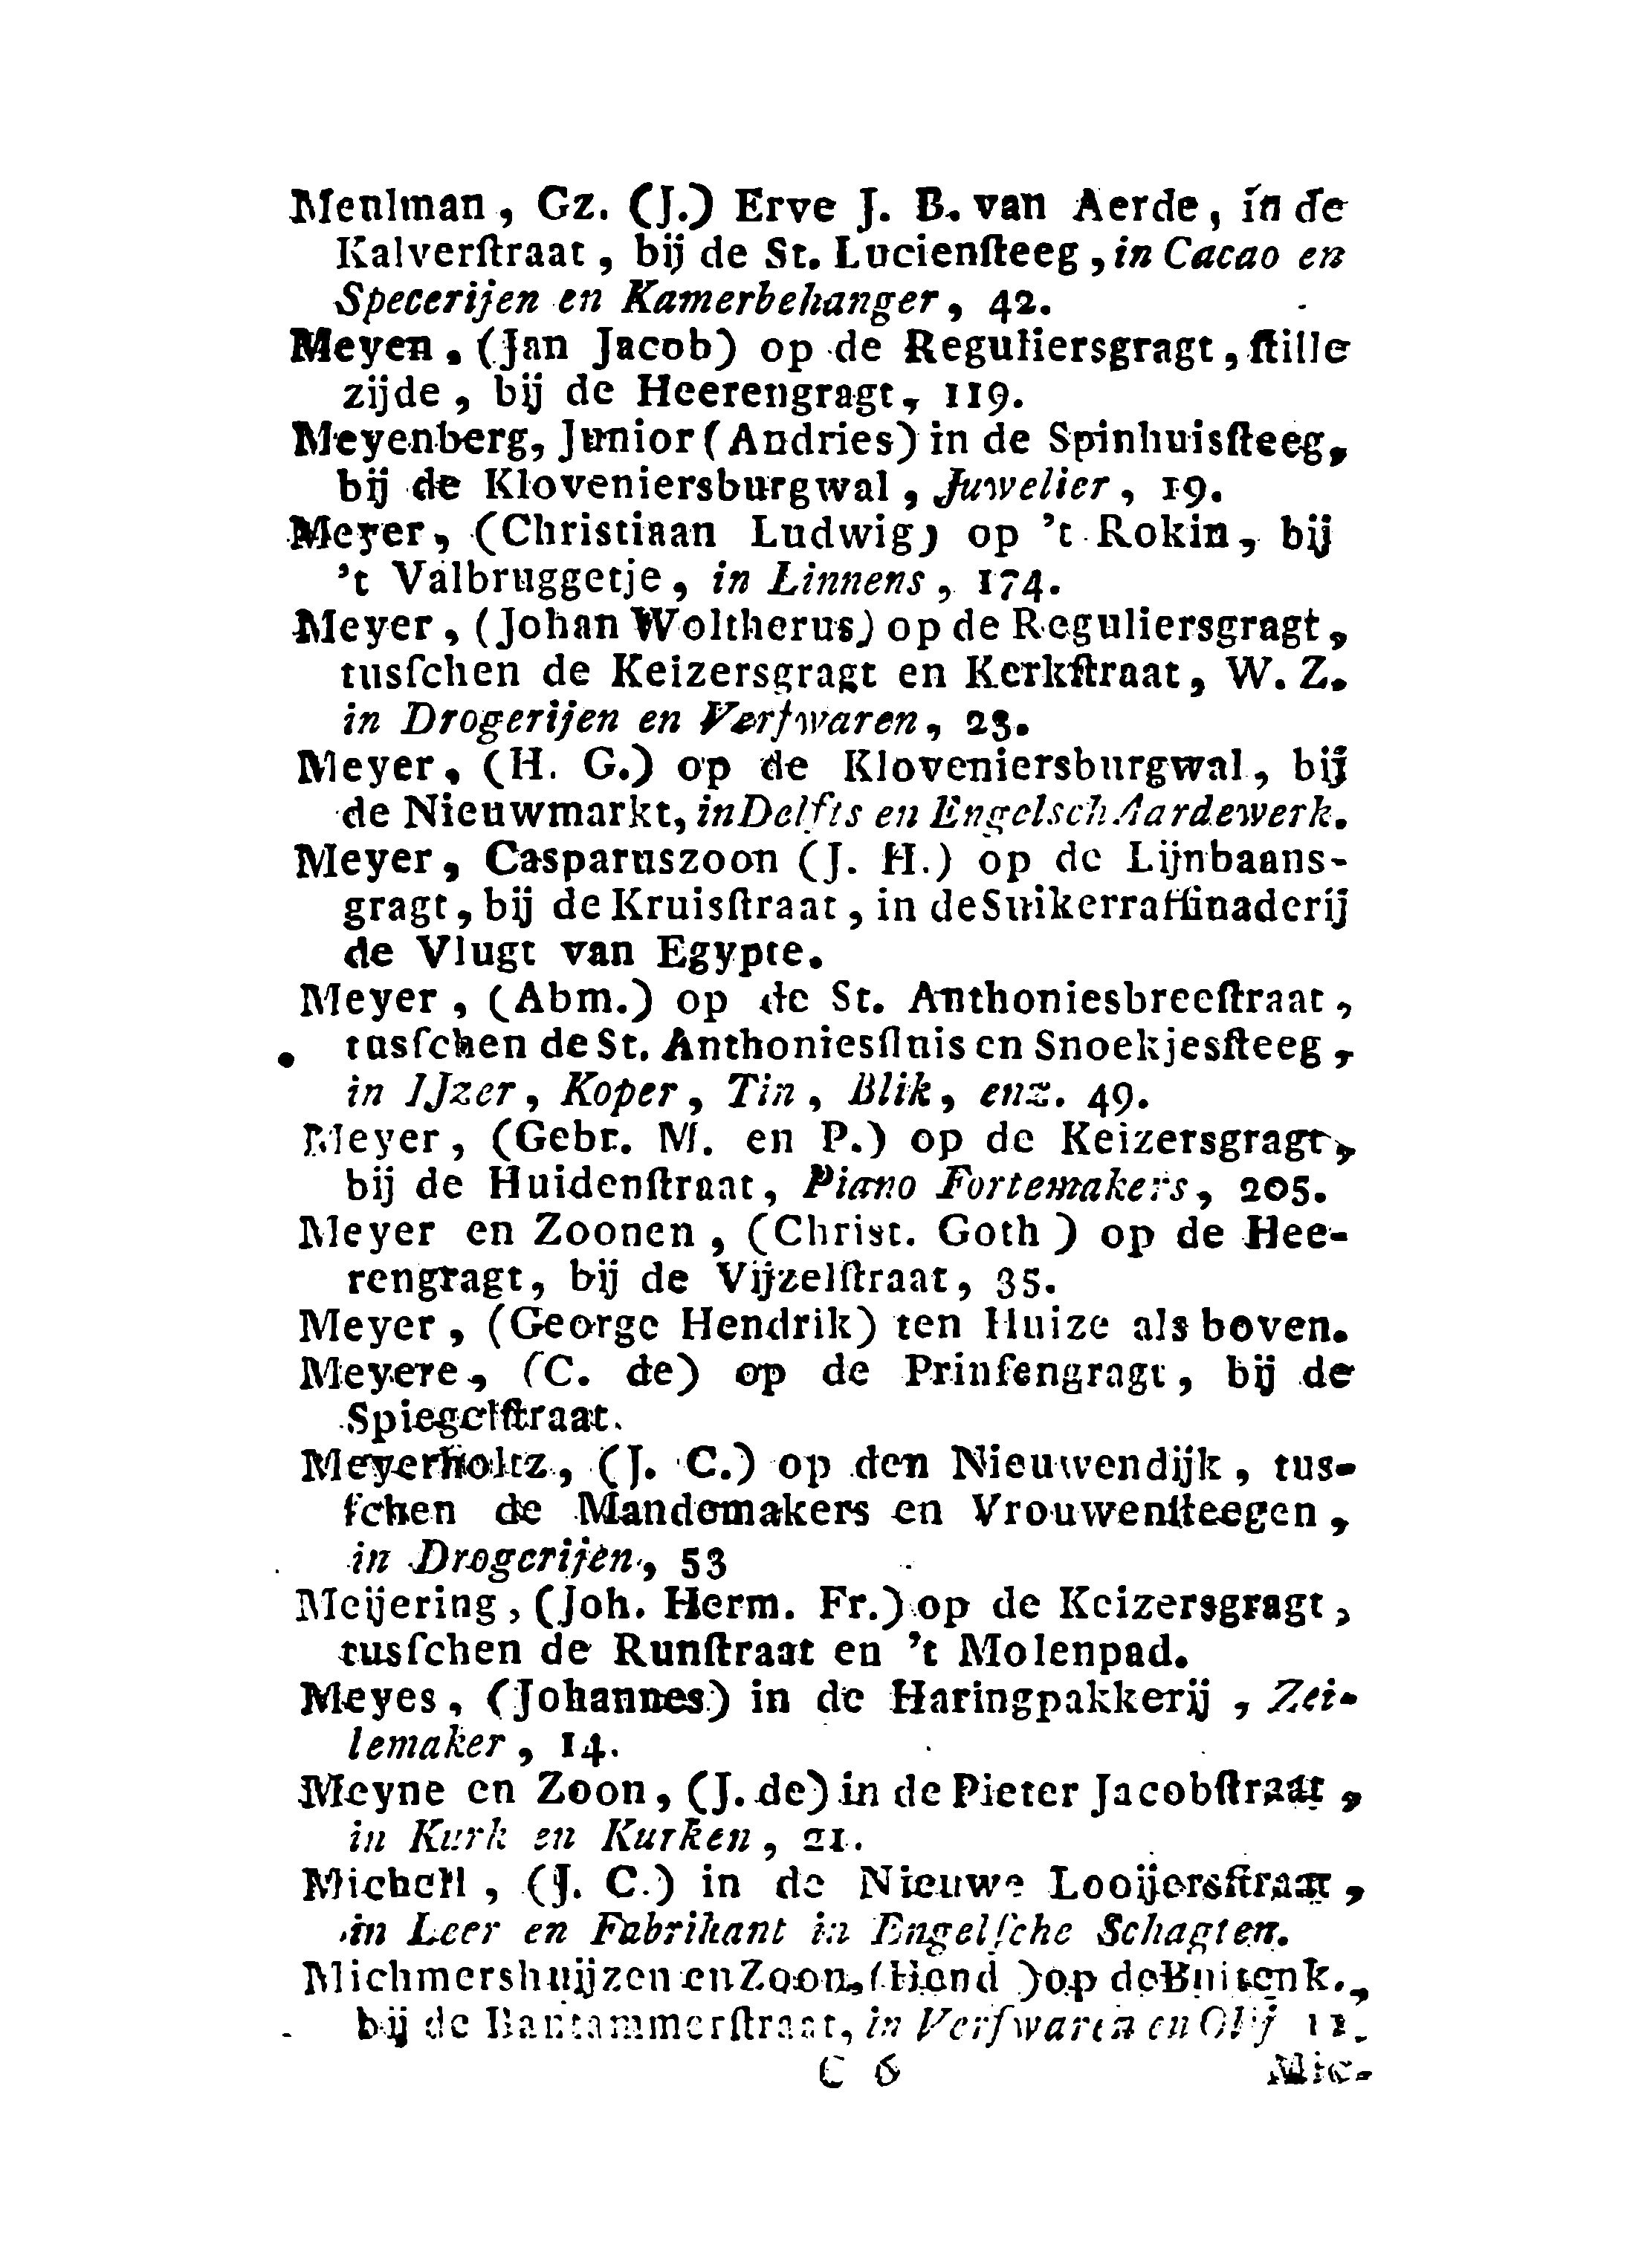 Menlman, Gz. (J.) Erve J. B. van Aerde, in de
Kalverſtraat, bij de St. Lucienſteeg, in Cacao en
Specerijen en Kamerbehanger, 42.
Meyen, (Jan Jacob) op de Reguliersgragt, ſtille
zijde, bij de Heerengragt, 119.
Meyenberg, Junior (Andries) in de Spinhuisſteeg,
bij de Kloveniersburgwal, Juwelier, 19.
Meyer, (Christiaan Ludwig) op 't Rokin, bij
't Valbruggetje, in Linnens, 174.
Meyer, (Johan Woltherus) op de Reguliersgragt,
tusſchen de Keizersgragt en Kerkſtraat, W. Z.
in Drogerijen en Verfwaren, 23.
Meyer, (H. G.) op de Kloveniersburgwal, bij
de Nieuwmarkt, in Delfts en Engelsch Aardewerk.
Meyer, Casparuszoon (J. H.) op de Lijnbaans-
gragt, bij de Kruisſtraat, in de Suikerraffinaderij
de Vlugt van Egypte.
Meyer, (Abm.) op de St. Anthoniesbreeſtraat,
tusſchen de St. Anthoniesſluis en Snoekjesſteeg,
in IJzer, Koper, Tin, Blik, enz. 49.
Meyer, (Gebr. M. en P.) op de Keizersgragt,
bij de Huidenſtraat, Piano Fortemakers, 205.
Meyer en Zoonen, (Christ. Goth) op de Hee-
rengragt, bij de Vijzelſtraat, 35.
Meyer, (George Hendrik) ten Huize als boven.
Meyere, (C. de) op de Prinſengragt, bij de
Spiegelſtraat.
Meyerholtz, (J. C.) op den Nieuwendijk, tus-
ſchen de Mandemakers en Vrouwenſteegen,
in Drogerijen, 53
Meijering, (Joh. Herm. Fr.) op de Keizersgragt,
tusſchen de Runſtraat en 't Molenpad.
Meyes, (Johannes) in de Haringpakkerij, Zei-
lemaker, 14.
Meyne en Zoon, (J. de) in de Pieter Jacobſtraat,
in Kurk en Kurken, 21.
Michell, (J. C.) in de Nieuwe Looijersſtraat,
in Leer en Fabrikant in Engelſche Schagten.
Michmershuijzen en Zoon, (Hend) op de Buitenk.,
bij de Bantammerſtraat, in Verfwaren en Olij
C 6 Mic-